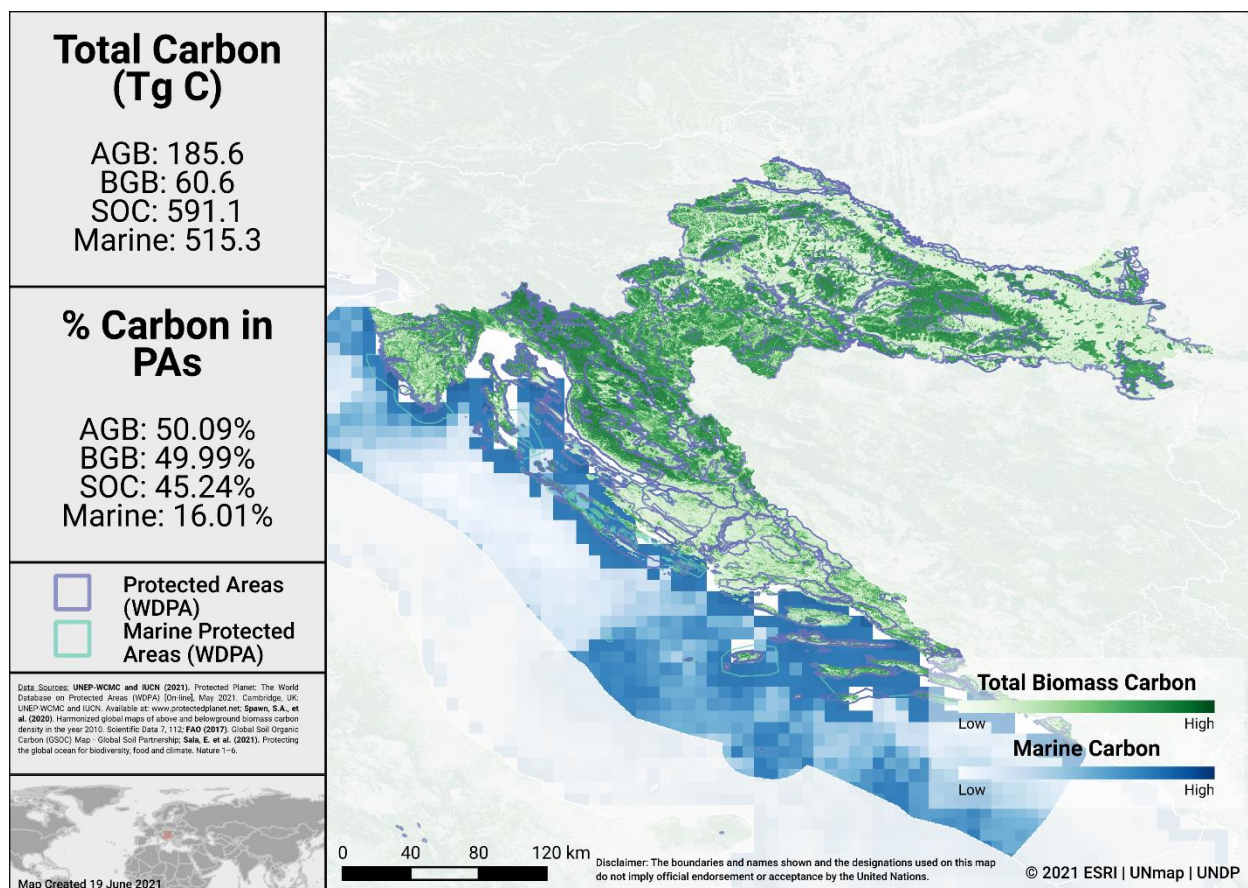 Total Carbon
(Tg C)
AGB: 185.6
BGB: 60.6
SOC: 591.1
Marine: 515.3
% Carbon in
PAs
AGB: 50.09%
BGB: 49.99%
SOC: 45.24%
Marine: 16.01%
Protected Areas
(WDPA)
Marine Protected
Areas (WDPA)
Data Sources: UNEP-WCMC and IUCN (2021). Protected Planet: The World
Database on Protected Areas (WDPA) [On-line], May 2021. Cambridge, UK:
UNEP-WCMC and IUCN. Available at: www.protectedplanet.net; Spawn, S.A., et
al. (2020). Harmonized global maps of above and belowground biomass carbon
density in the year 2010. Scientific Data 7, 112; FAO (2017). Global Soil Organic
Carbon (GSOC) Map - Global Soil Partnership; Sala, E. et al. (2021). Protecting
the global ocean for biodiversity, food and climate. Nature 1–6.
Map Created 19 June 2021
Total Biomass Carbon
Low High
Marine Carbon
Low High
0 40 80 120 km
Disclaimer: The boundaries and names shown and the designations used on this map
do not imply official endorsement or acceptance by the United Nations.
© 2021 ESRI | UNmap | UNDP